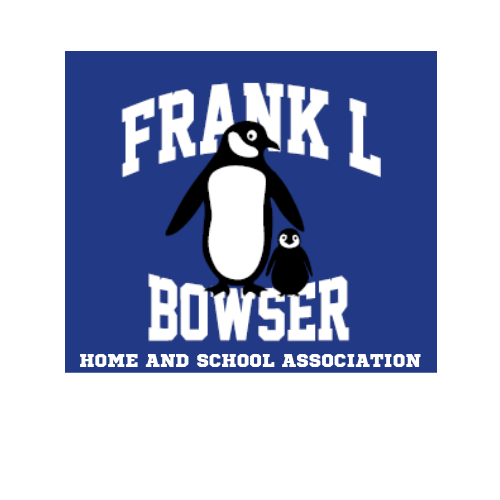 FRANK L
BOWSER
HOME AND SCHOOL ASSOCIATION